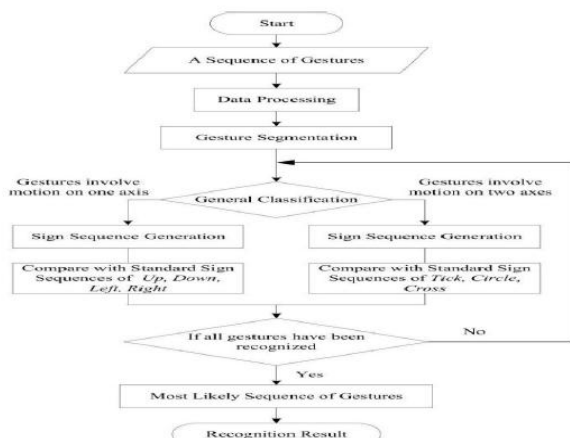 Start
A Sequence of Gestures
Data Processing
Gesture Segmentation
Gestures involve
motion on one axis
Gestures involve
motion on two axes
General Classification
Sign Sequence Generation
Sign Sequence Generation
Compare with Standard Sign
Sequences of Up, Down,
Left, Right
Compare with Standard Sign
Sequences of Tick, Circle,
Cross
If all gestures have been
recognized
No
Yes
Most Likely Sequence of Gestures
Recognition Result